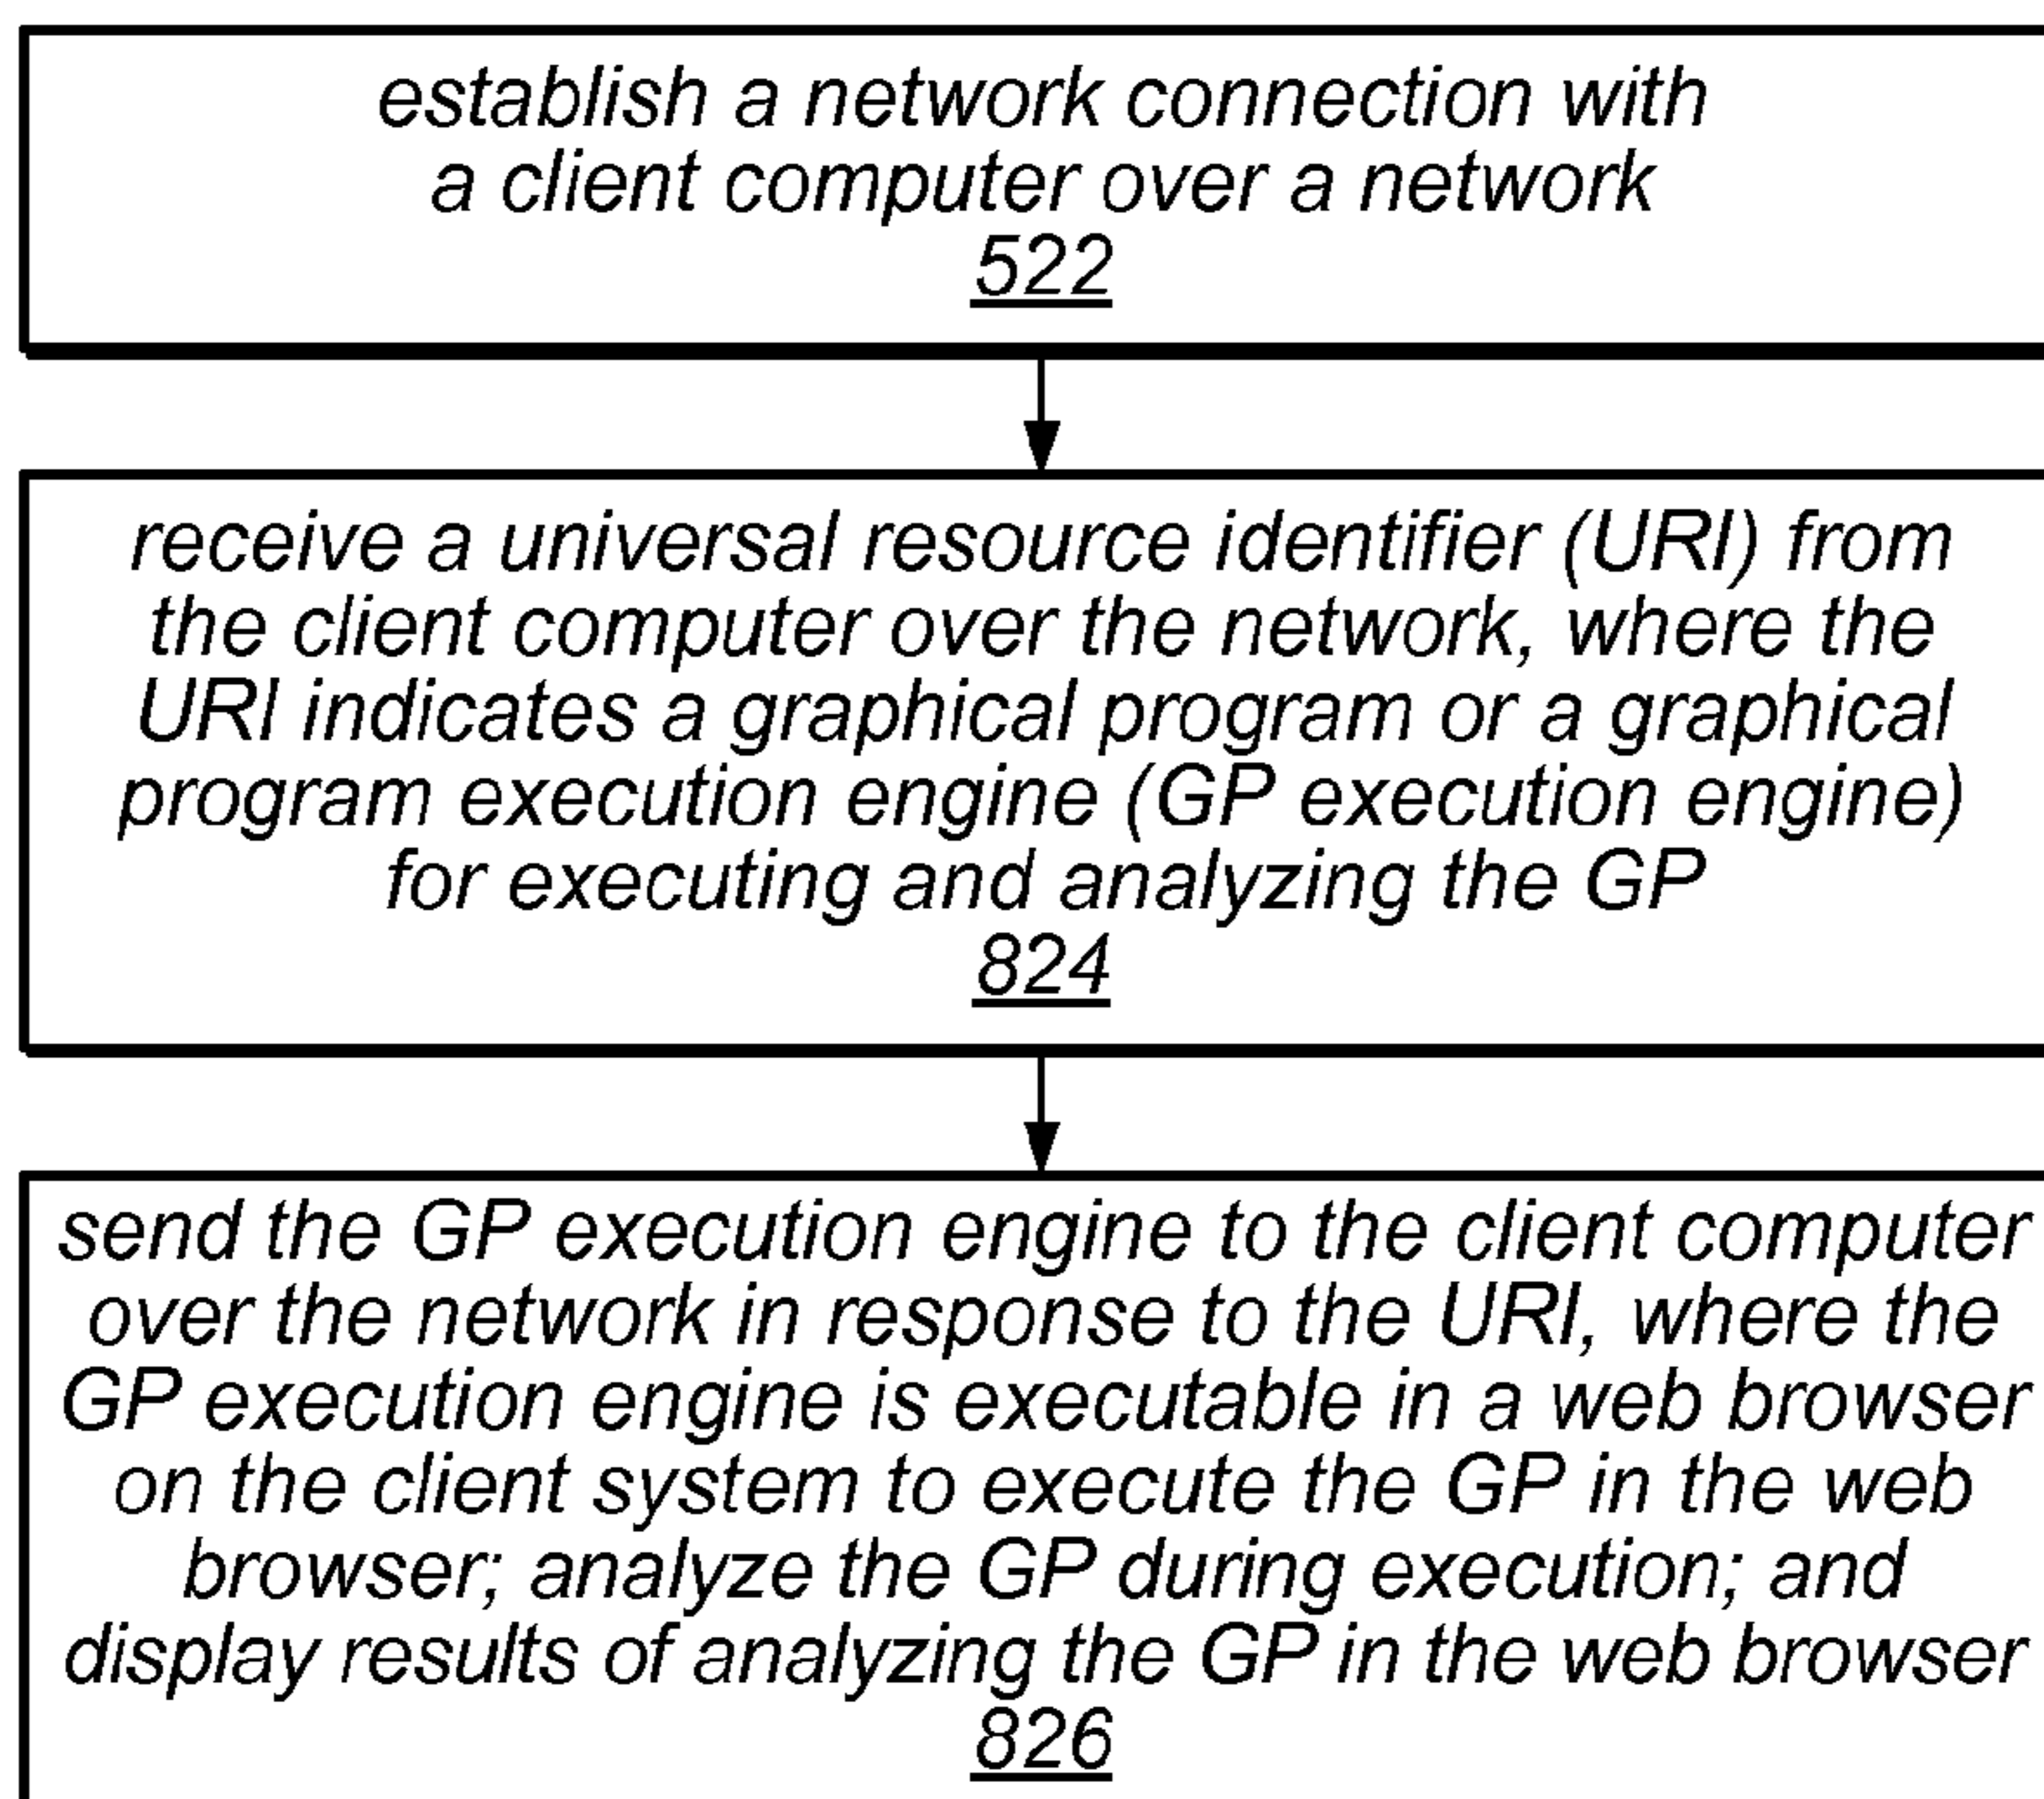 establish a network connection with
a client computer over a network
522
receive a universal resource identifier (URI) from
the client computer over the network, where the
URI indicates a graphical program or a graphical
program execution engine (GP execution engine)
for executing and analyzing the GP
824
send the GP execution engine to the client computer
over the network in response to the URI, where the
GP execution engine is executable in a web browser
on the client system to execute the GP in the web
browser; analyze the GP during execution; and
display results of analyzing the GP in the web browser
826